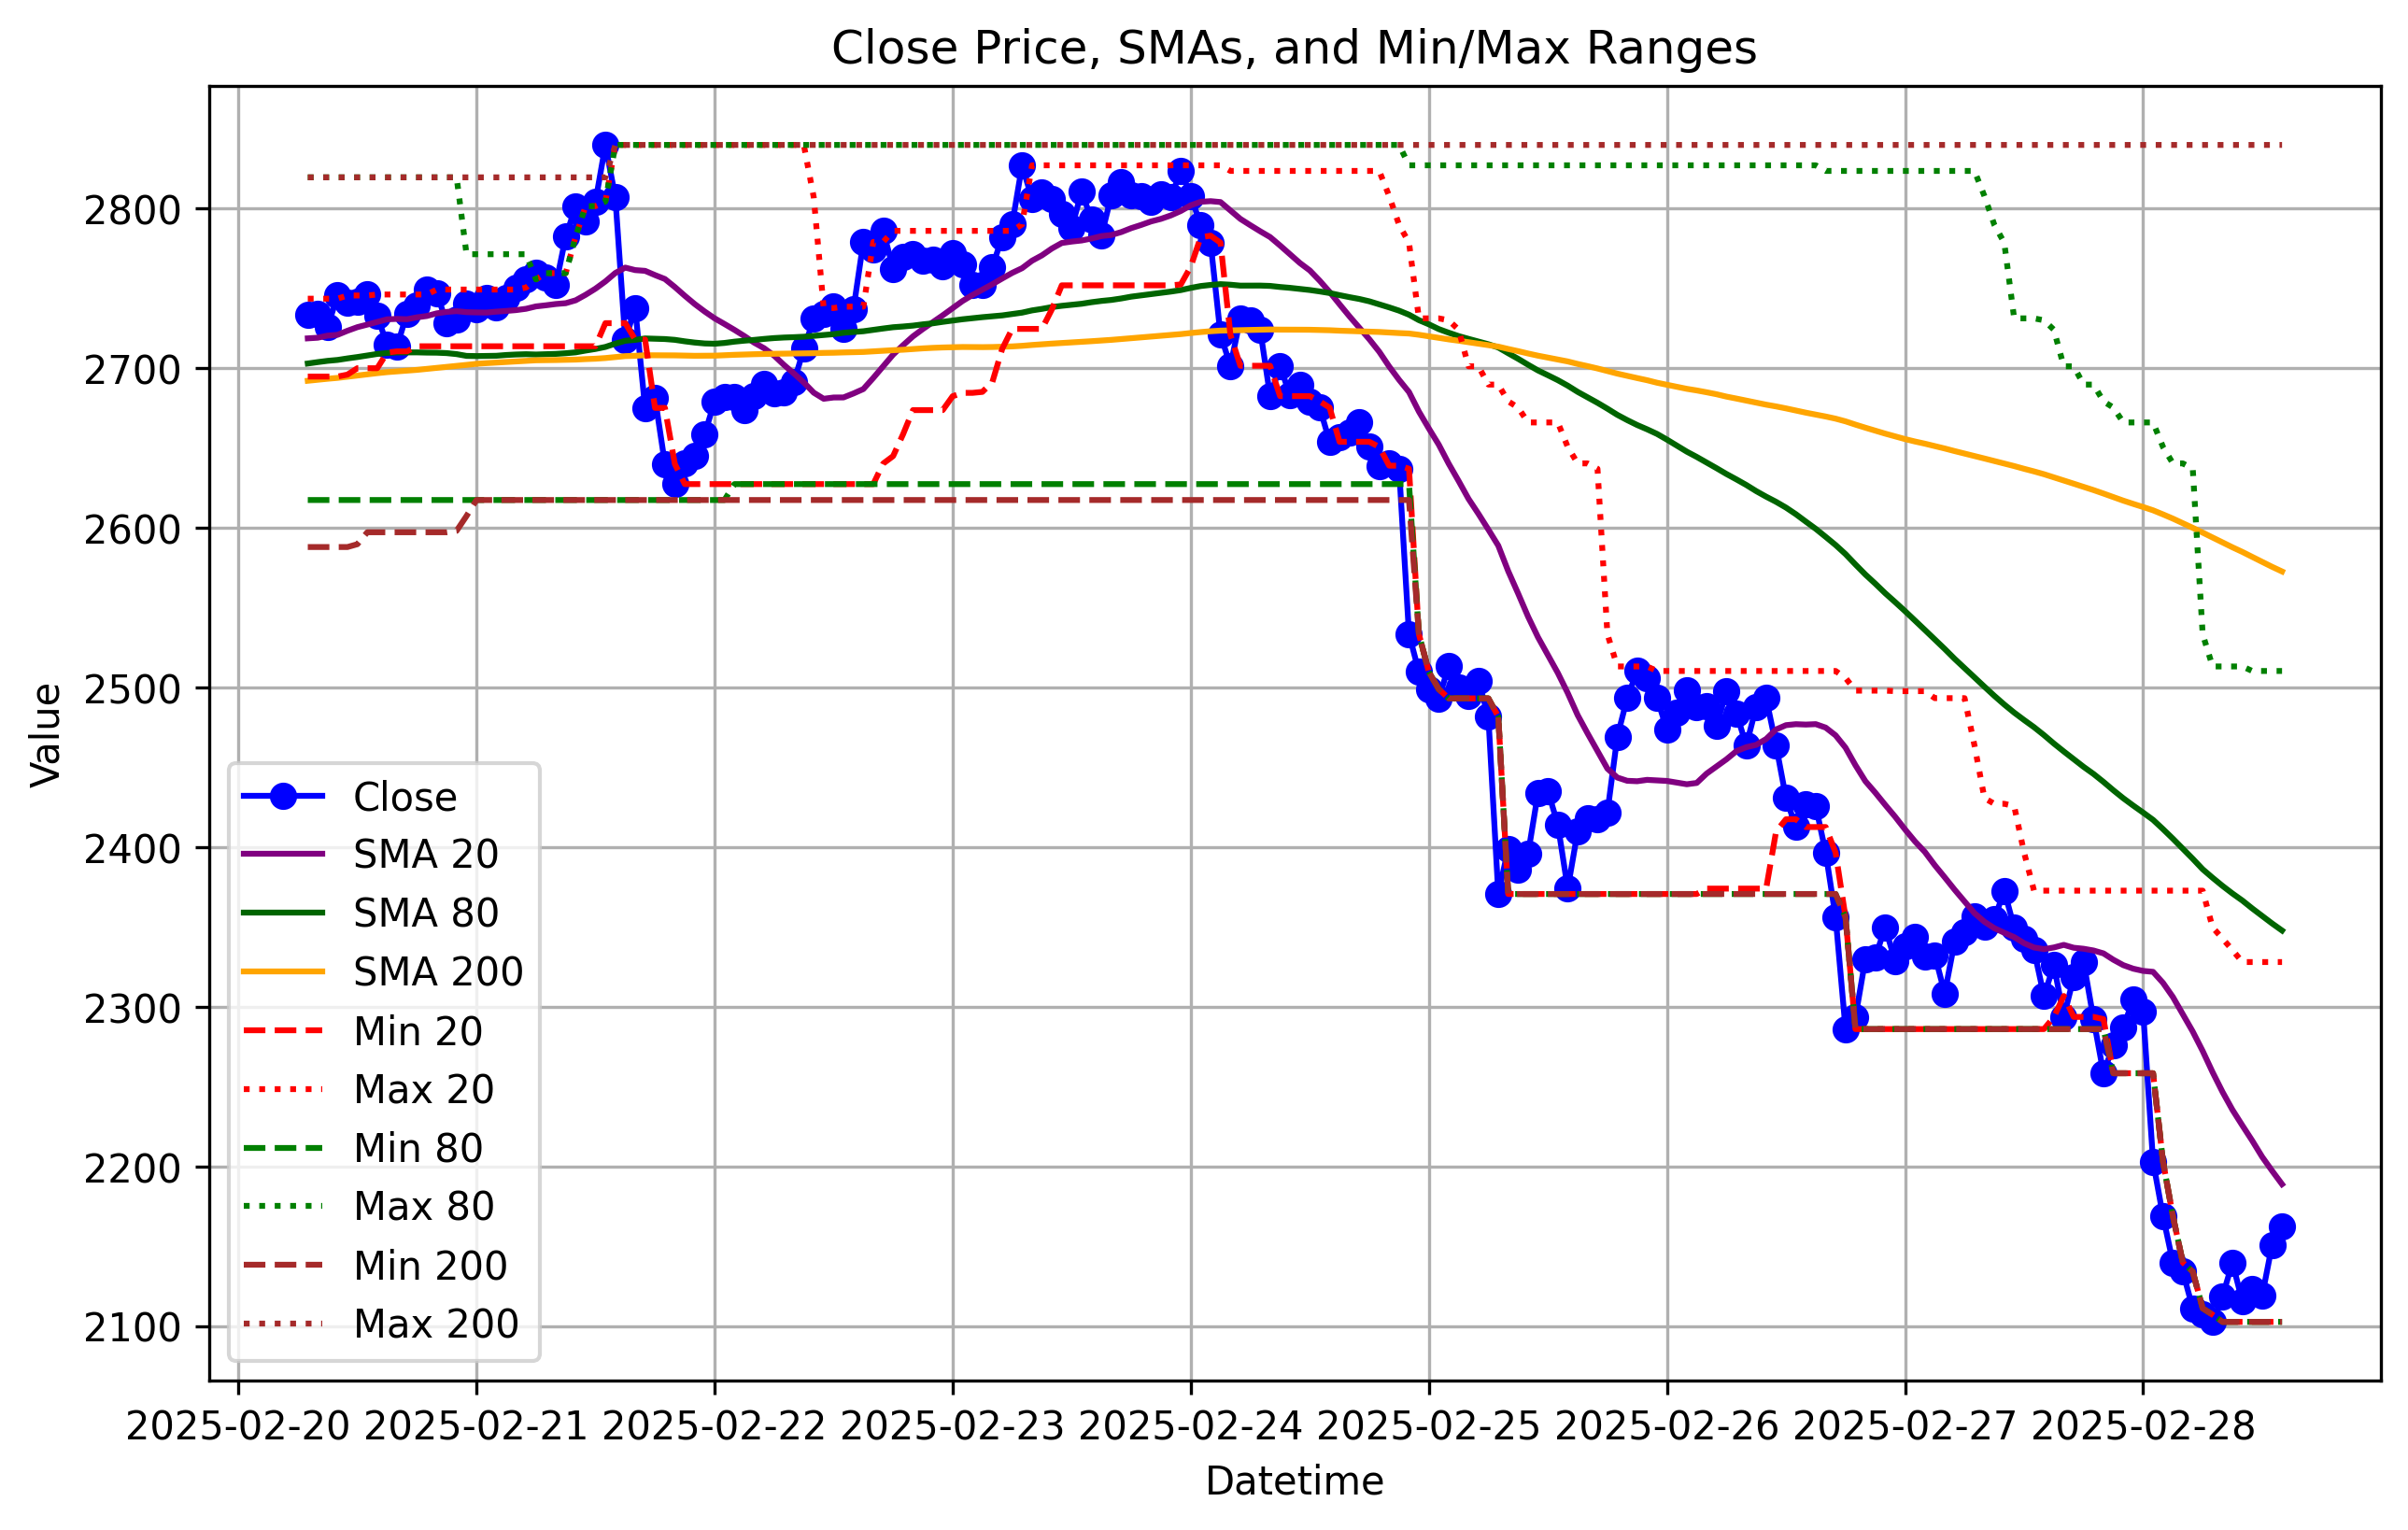 Close Price, SMAs, and Min/Max Ranges
Value
2800
2700
2600
2500
2400
2300
2200
2100
Close
SMA 20
SMA 80
SMA 200
Min 20
Max 20
Min 80
Max 80
Min 200
Max 200
2025-02-20 2025-02-21 2025-02-22 2025-02-23 2025-02-24 2025-02-25 2025-02-26 2025-02-27 2025-02-28
Datetime